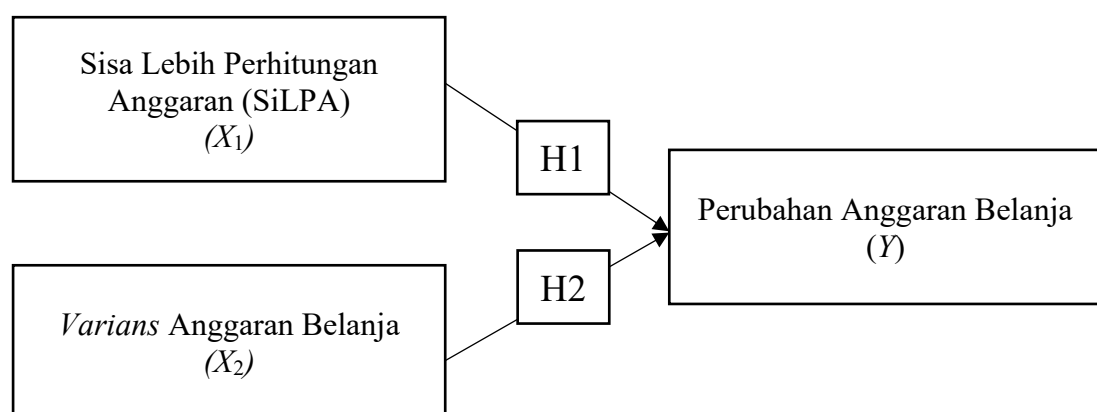 Sisa Lebih Perhitungan
Anggaran (SiLPA)
(X₁)
H1
Perubahan Anggaran Belanja
(Y)
H2
Varians Anggaran Belanja
(X₂)